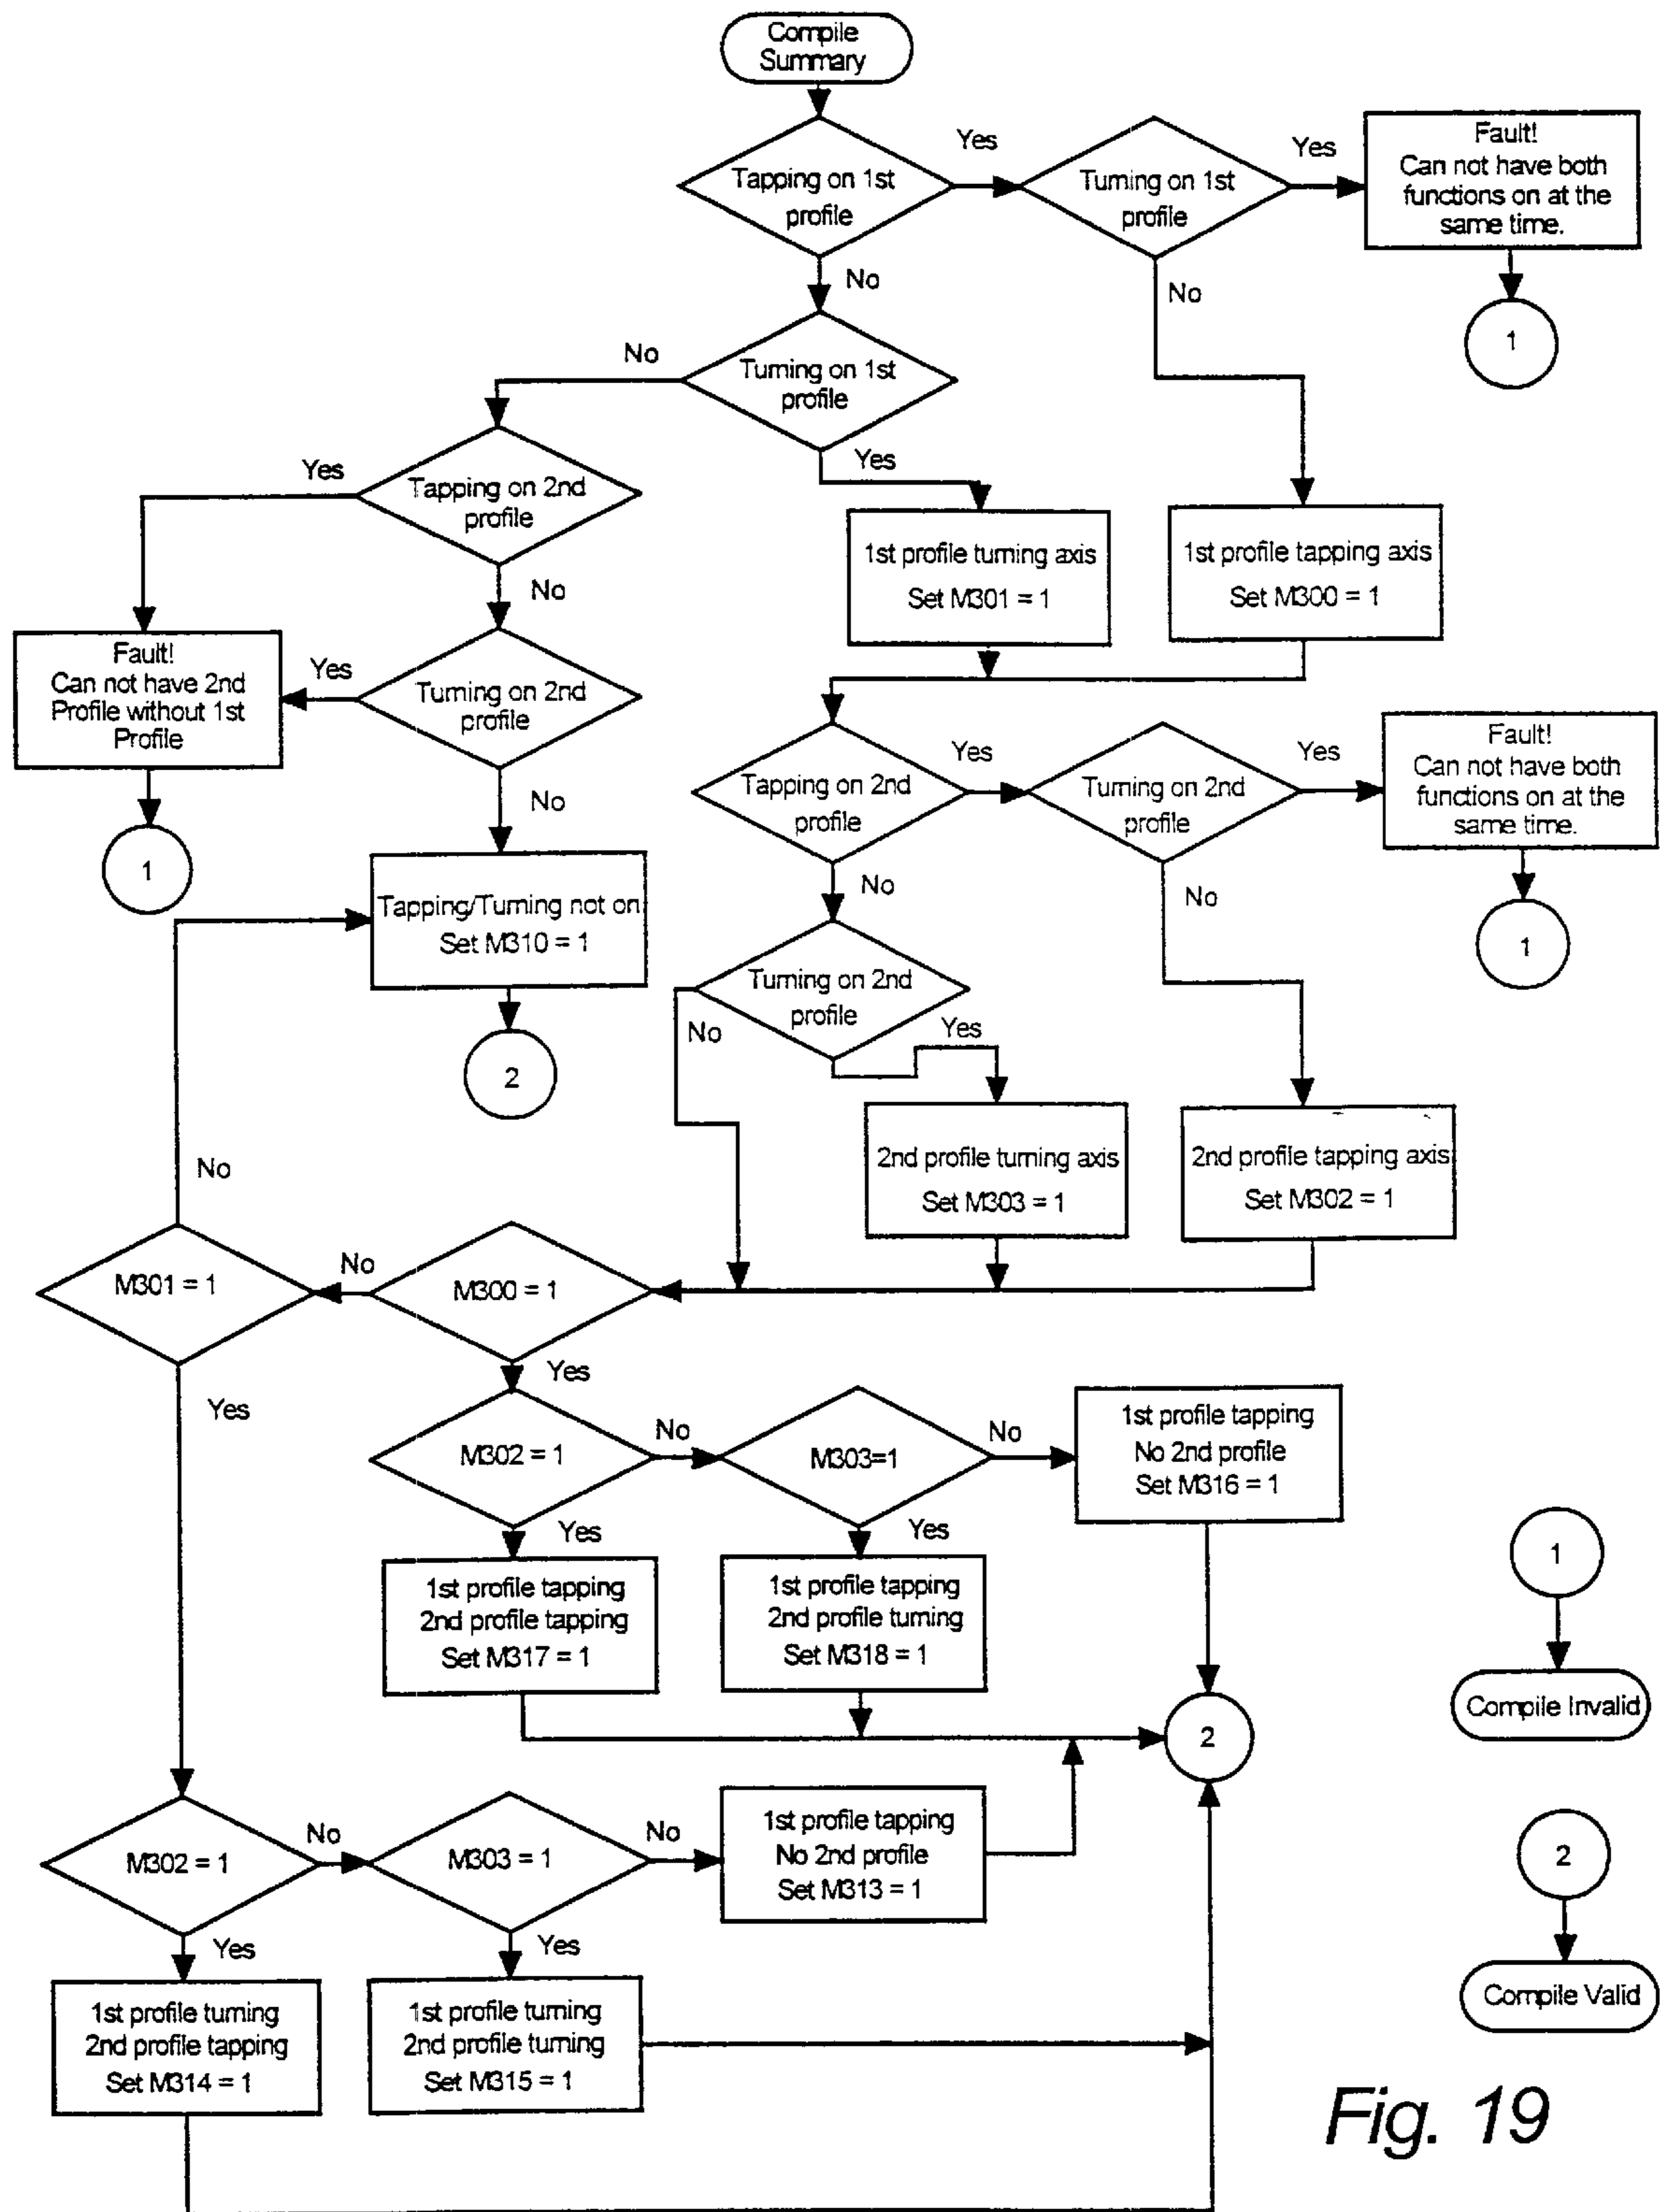 Compile
Summary
Tapping on 1st
profile
Yes
Turning on 1st
profile
Yes
Fault!
Can not have both
functions on at the
same time.
No
No
1
No
Turning on 1st
profile
Yes
Yes
Tapping on 2nd
profile
1st profile turning axis
Set M301 = 1
1st profile tapping axis
Set M300 = 1
No
Fault!
Can not have 2nd
Profile without 1st
Profile
Yes
Turning on 2nd
profile
No
1
Tapping on 2nd
profile
Yes
Turning on 2nd
profile
Yes
Fault!
Can not have both
functions on at the
same time.
No
No
1
Tapping/Turning not on
Set M310 = 1
2
Turning on 2nd
profile
No
Yes
2nd profile turning axis
Set M303 = 1
2nd profile tapping axis
Set M302 = 1
No
M301 = 1
No
M300 = 1
Yes
Yes
M302 = 1
No
M303=1
No
1st profile tapping
No 2nd profile
Set M316 = 1
Yes
Yes
1st profile tapping
2nd profile tapping
Set M317 = 1
1st profile tapping
2nd profile turning
Set M318 = 1
1
Compile Invalid
2
M302 = 1
No
M303 = 1
No
1st profile tapping
No 2nd profile
Set M313 = 1
2
Compile Valid
Yes
Yes
1st profile turning
2nd profile tapping
Set M314 = 1
1st profile turning
2nd profile turning
Set M315 = 1
Fig. 19